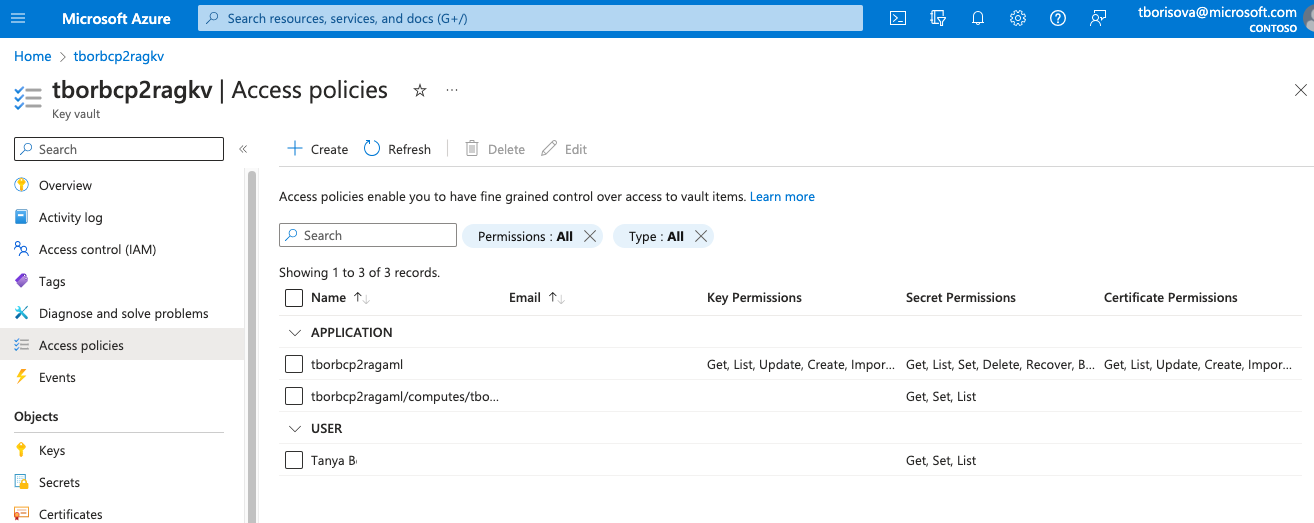 Microsoft Azure
Search resources, services, and docs (G+/)
tborisova@microsoft.com
CONTOSO
Home > tborbcp2ragkv
tborbcp2ragkv | Access policies ☆ ...
Key vault
Search
«
Overview
Activity log
Access control (IAM)
Tags
Diagnose and solve problems
Access policies
Events
Objects
Keys
Secrets
Certificates
+ Create Refresh Delete Edit
Access policies enable you to have fine grained control over access to vault items. Learn more
Search Permissions : All Type : All
Showing 1 to 3 of 3 records.
Name ↑↓ Email ↑↓ Key Permissions Secret Permissions Certificate Permissions
APPLICATION
tborbcp2ragaml Get, List, Update, Create, Impor... Get, List, Set, Delete, Recover, B... Get, List, Update, Create, Impor...
tborbcp2ragaml/computes/tbo... Get, Set, List
USER
Tanya Get, Set, List